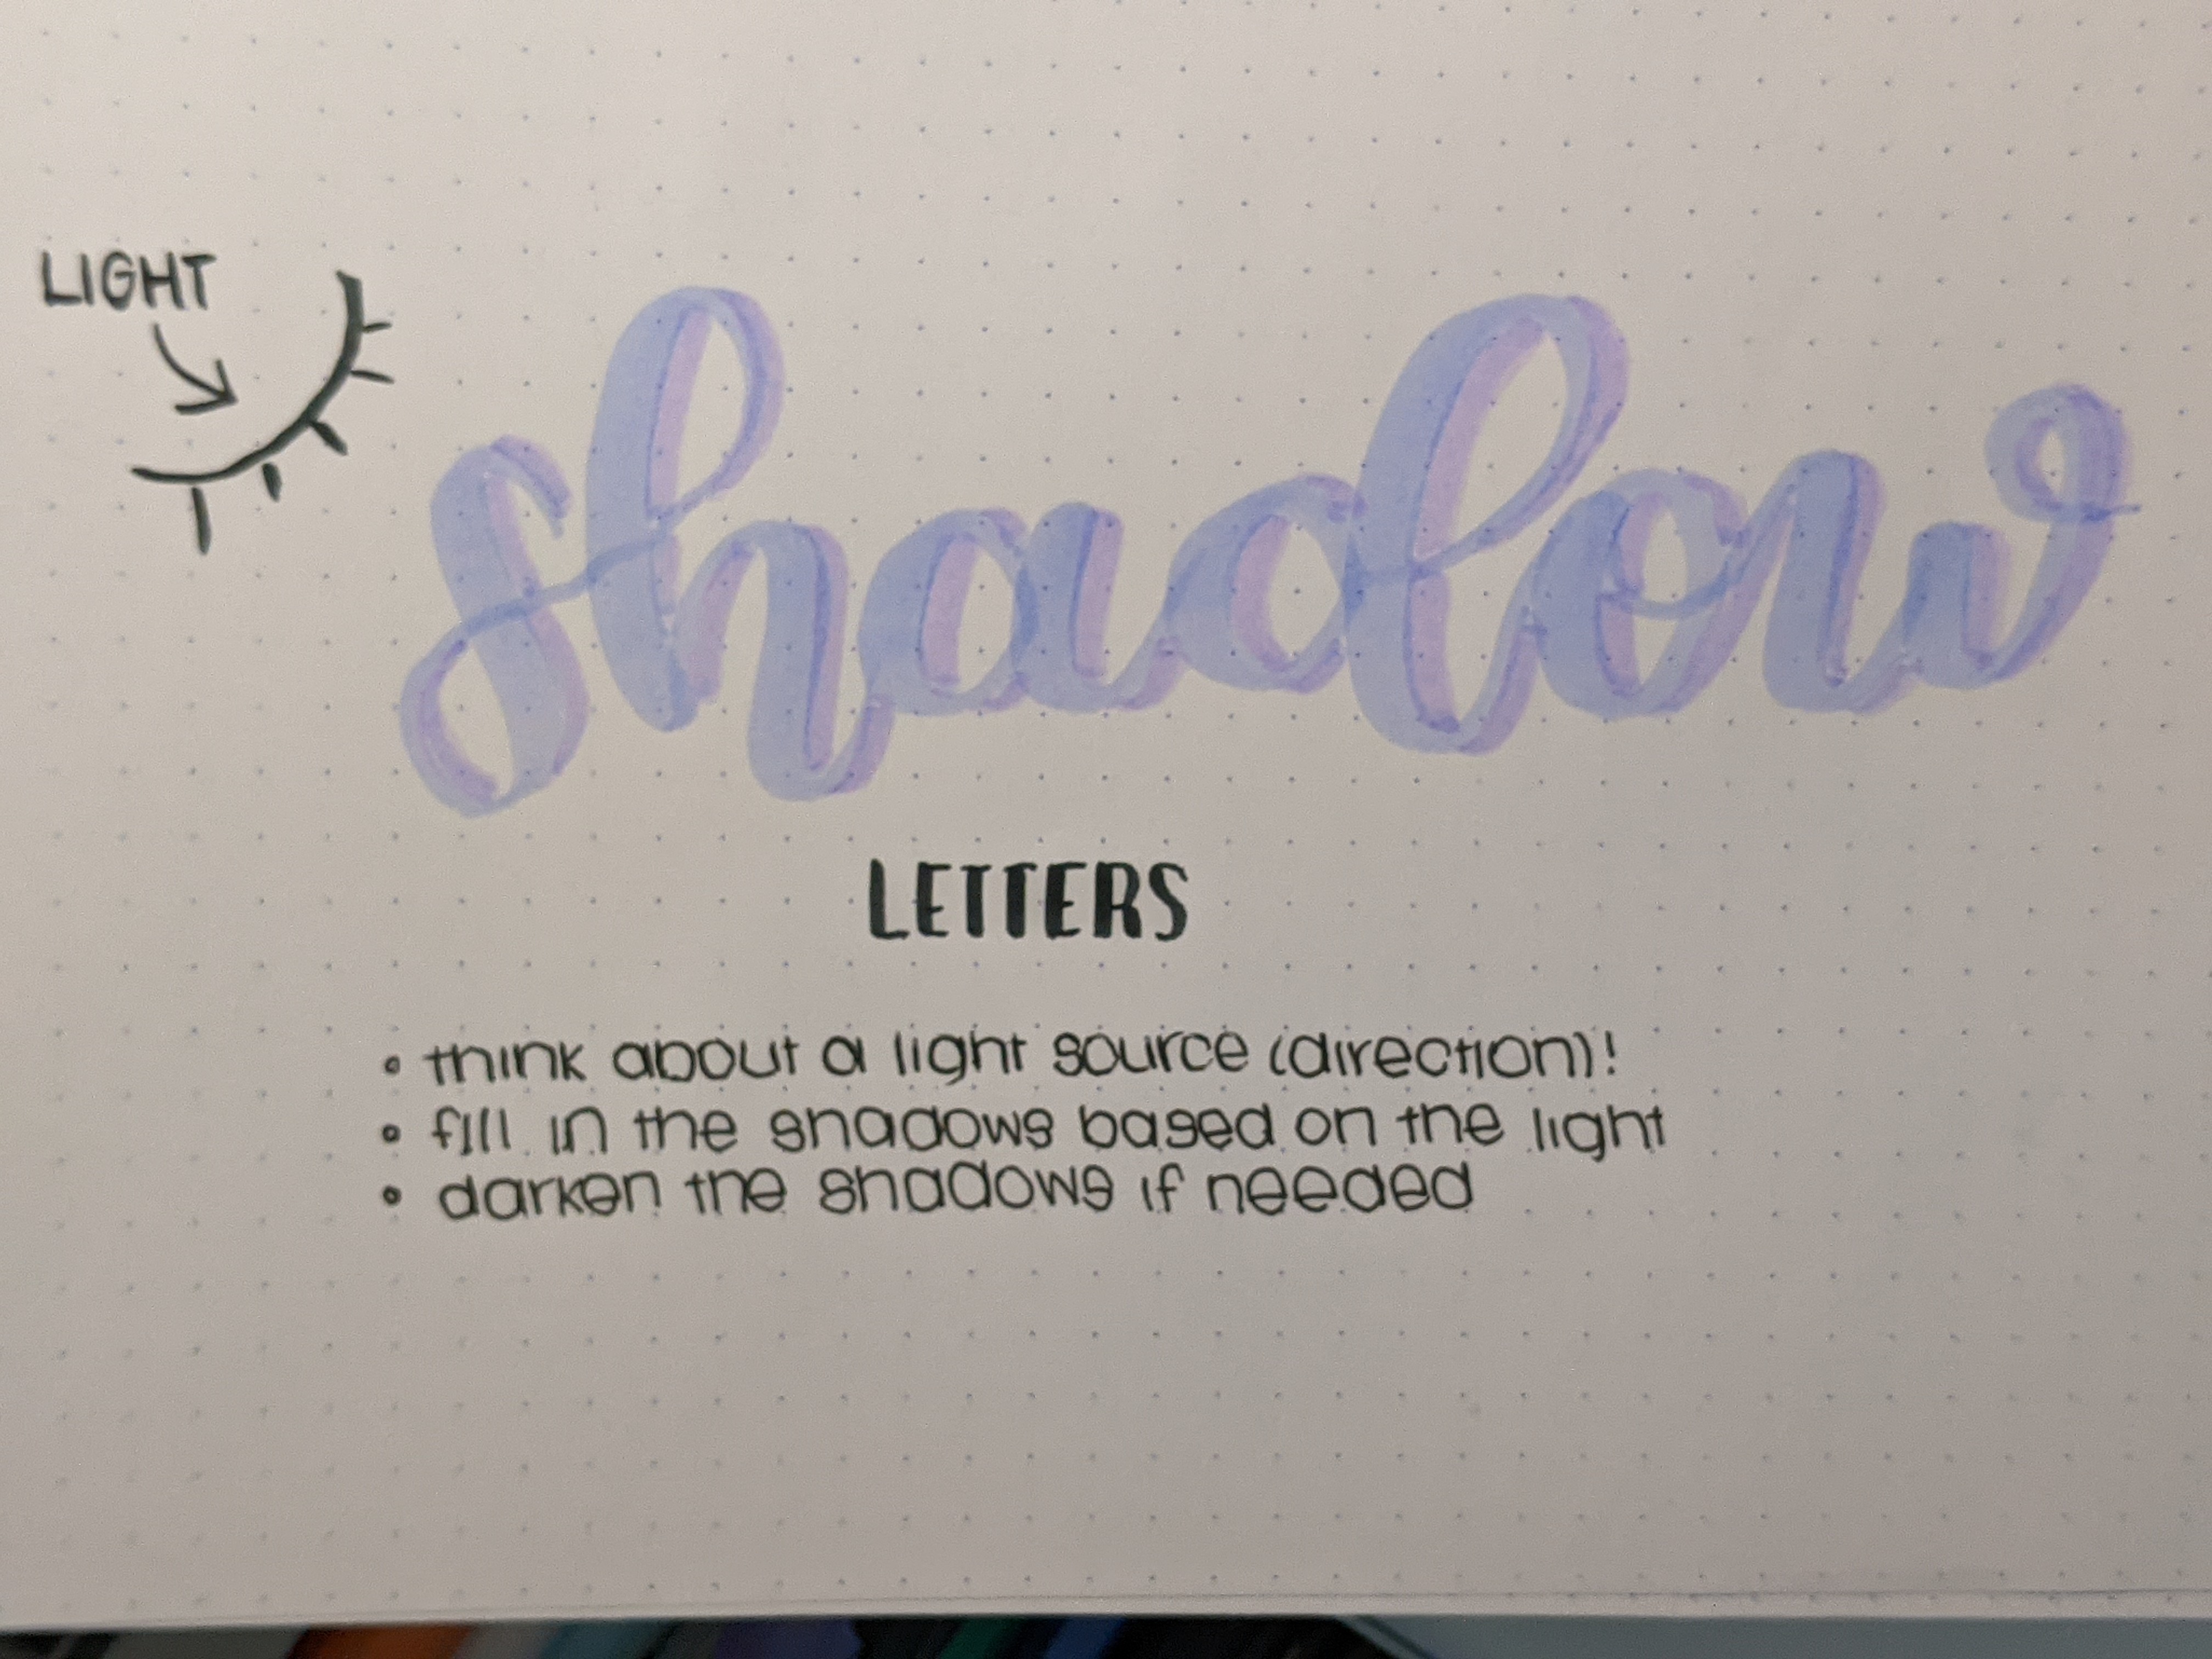 LIGHT
shadow
LETTERS
• think about a light source (direction)!
• fill in the shadows based on the light
• darken the shadows if needed